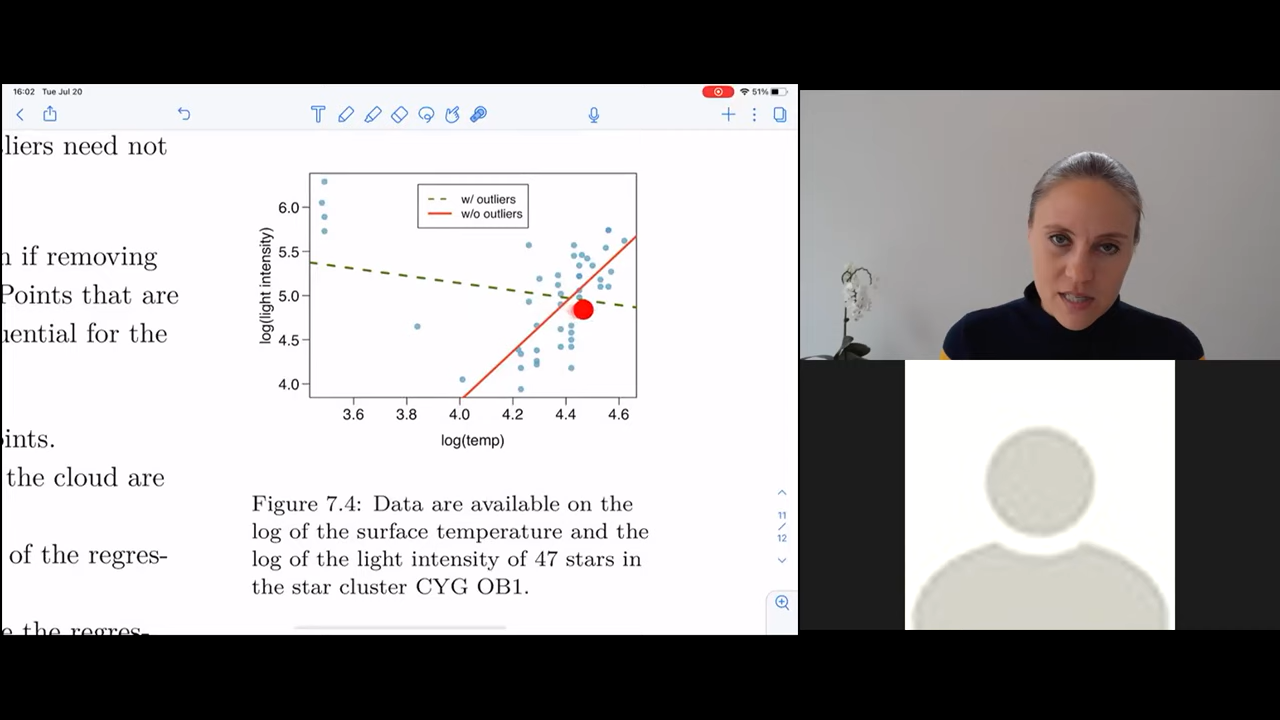 16:02 Tue Jul 20
51%
liers need not
n if removing
Points that are
uential for the
ints.
the cloud are
of the regres-
e the regres-
w/ outliers
w/o outliers
log(light intensity)
6.0
5.5
5.0
4.5
4.0
3.6 3.8 4.0 4.2 4.4 4.6
log(temp)
Figure 7.4: Data are available on the
log of the surface temperature and the
log of the light intensity of 47 stars in
the star cluster CYG OB1.
11
/
12